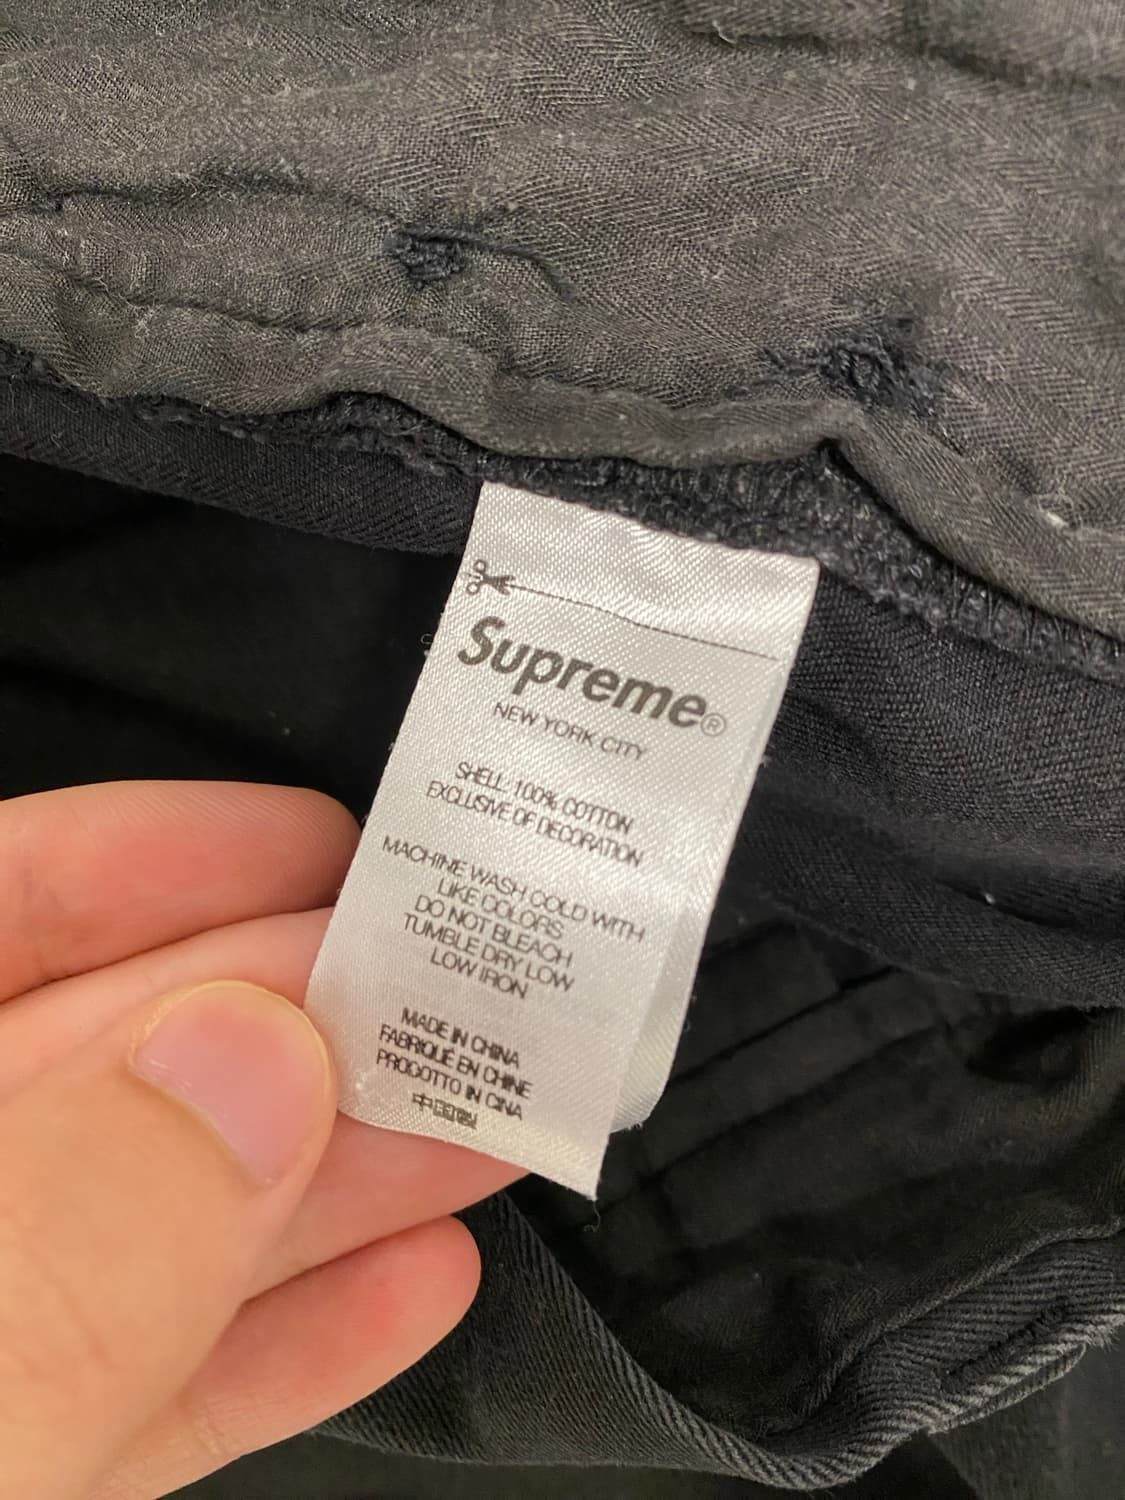 Supreme®
NEW YORK CITY
SHELL: 100% COTTON
EXCLUSIVE OF DECORATION
MACHINE WASH COLD WITH
LIKE COLORS
DO NOT BLEACH
TUMBLE DRY LOW
LOW IRON
MADE IN CHINA
FABRIQUÉ EN CHINE
PRODOTTO IN CINA